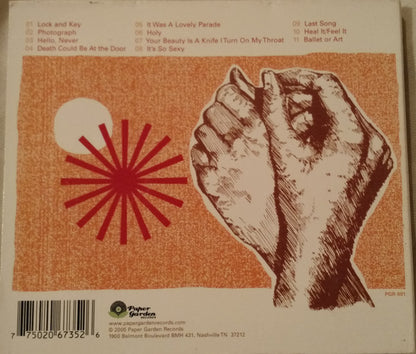 01 Lock and Key
02 Photograph
03 Hello, Never
04 Death Could Be At the Door
05 It Was A Lovely Parade
06 Holy
07 Your Beauty Is A Knife I Turn On My Throat
08 It's So Sexy
09 Last Song
10 Heal It/Feel It
11 Ballet or Art
PGR 001
Paper
Garden
RECORDS
www.papergardenrecords.com
© 2005 Paper Garden Records
1900 Belmont Boulevard BMH 431, Nashville TN 37212
7 75020 67352 6